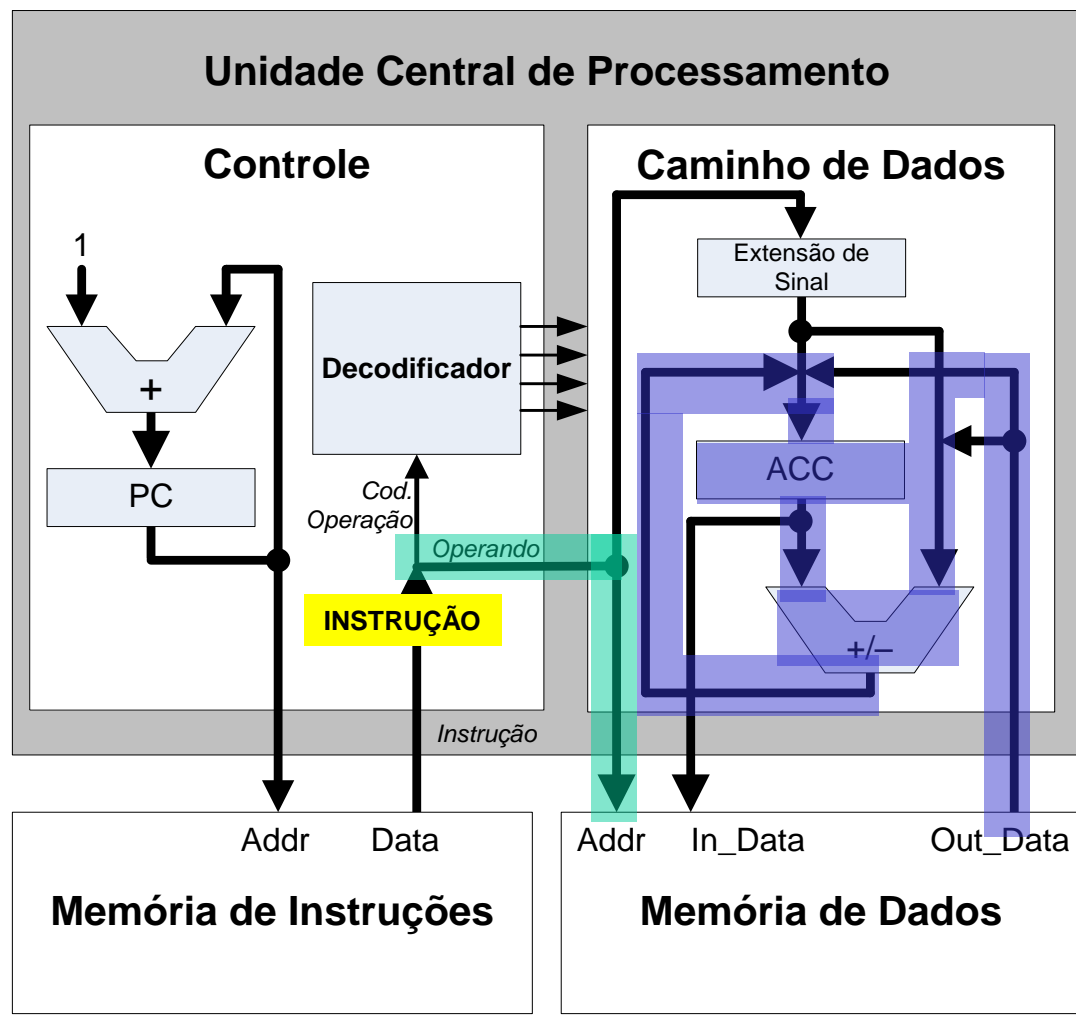 Unidade Central de Processamento
Controle
Caminho de Dados
1
+
PC
Decodificador
Cod.
Operação
Operando
INSTRUÇÃO
Instrução
Extensão de
Sinal
ACC
+/–
Addr
Data
Memória de Instruções
Addr
In_Data
Out_Data
Memória de Dados